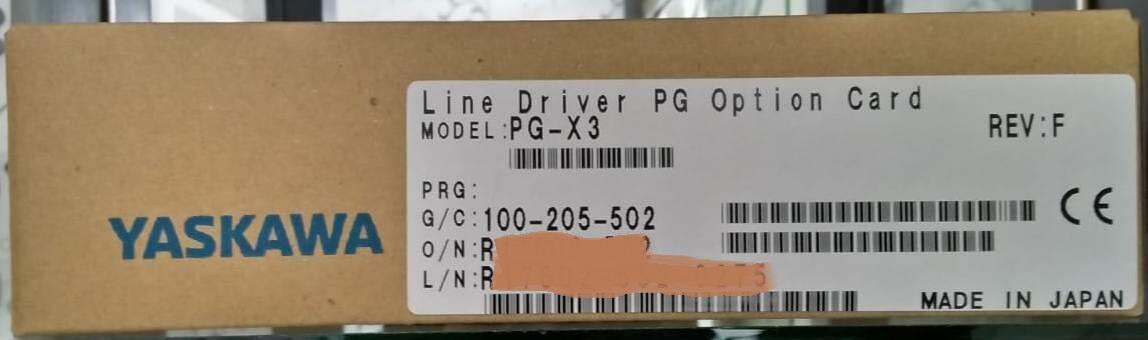 YASKAWA
Line Driver PG Option Card
MODEL:PG-X3
REV:F
PRG:
G/C:100-205-502
O/N:R
L/N:R
CE
MADE IN JAPAN